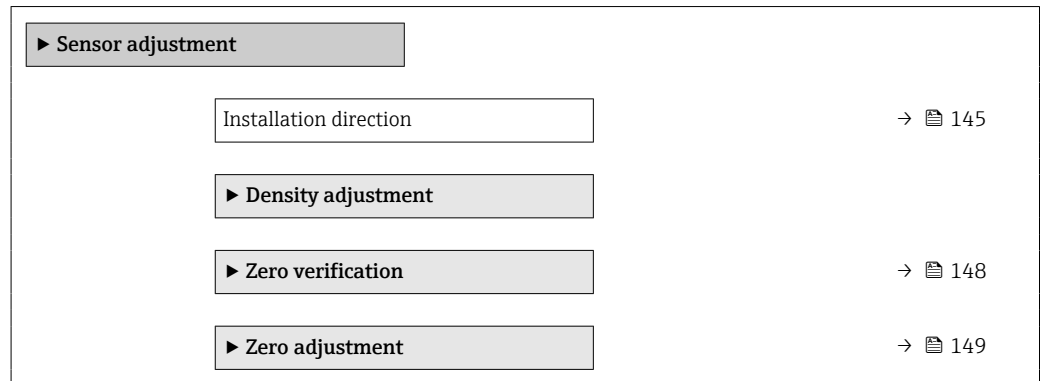 ▶ Sensor adjustment
Installation direction → 145
▶ Density adjustment
▶ Zero verification → 148
▶ Zero adjustment → 149